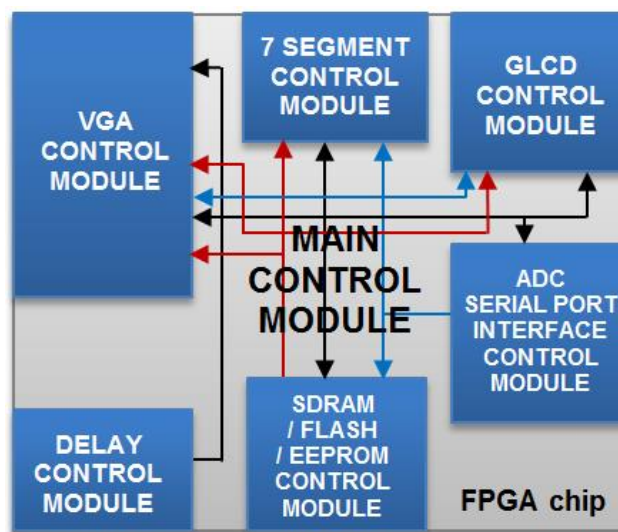 VGA
CONTROL
MODULE
7 SEGMENT
CONTROL
MODULE
GLCD
CONTROL
MODULE
MAIN
CONTROL
MODULE
ADC
SERIAL PORT
INTERFACE
CONTROL
MODULE
DELAY
CONTROL
MODULE
SDRAM
/ FLASH
/ EEPROM
CONTROL
MODULE
FPGA chip